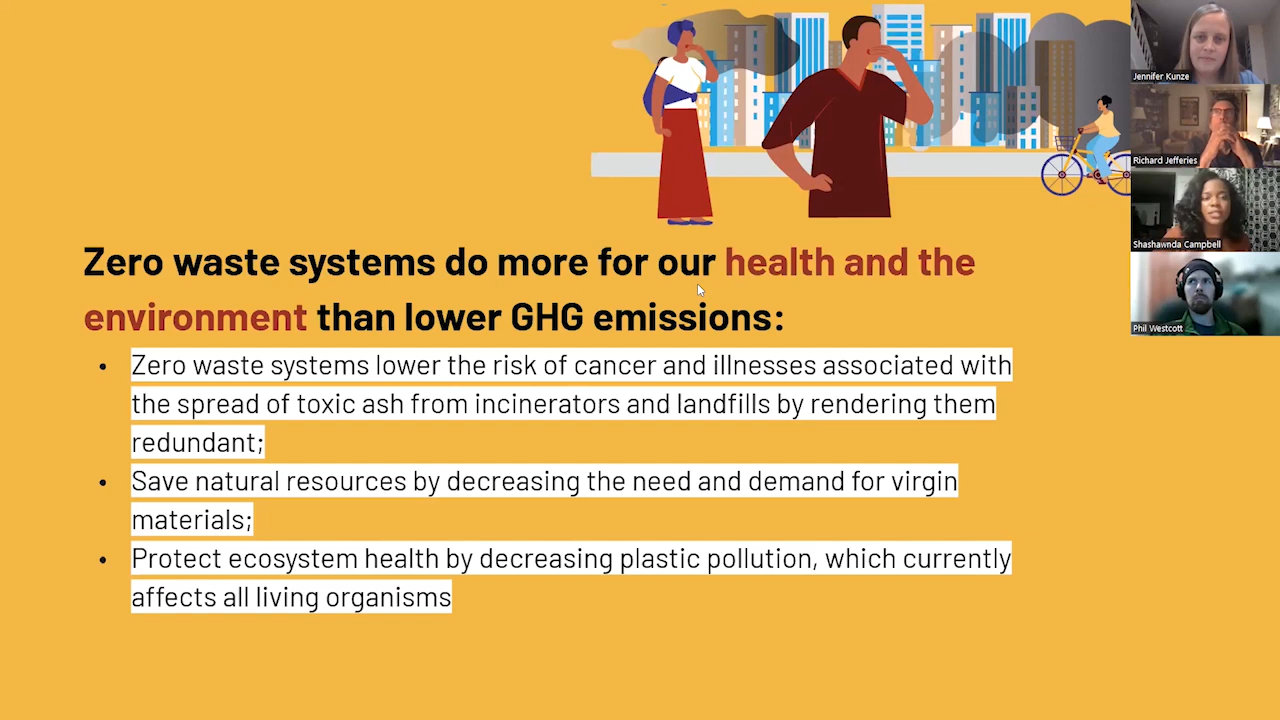 Jennifer Kunze
Richard Jefferies
Shashawnda Campbell
Phil Westcott
Zero waste systems do more for our health and the
environment than lower GHG emissions:
• Zero waste systems lower the risk of cancer and illnesses associated with
the spread of toxic ash from incinerators and landfills by rendering them
redundant;
• Save natural resources by decreasing the need and demand for virgin
materials;
• Protect ecosystem health by decreasing plastic pollution, which currently
affects all living organisms